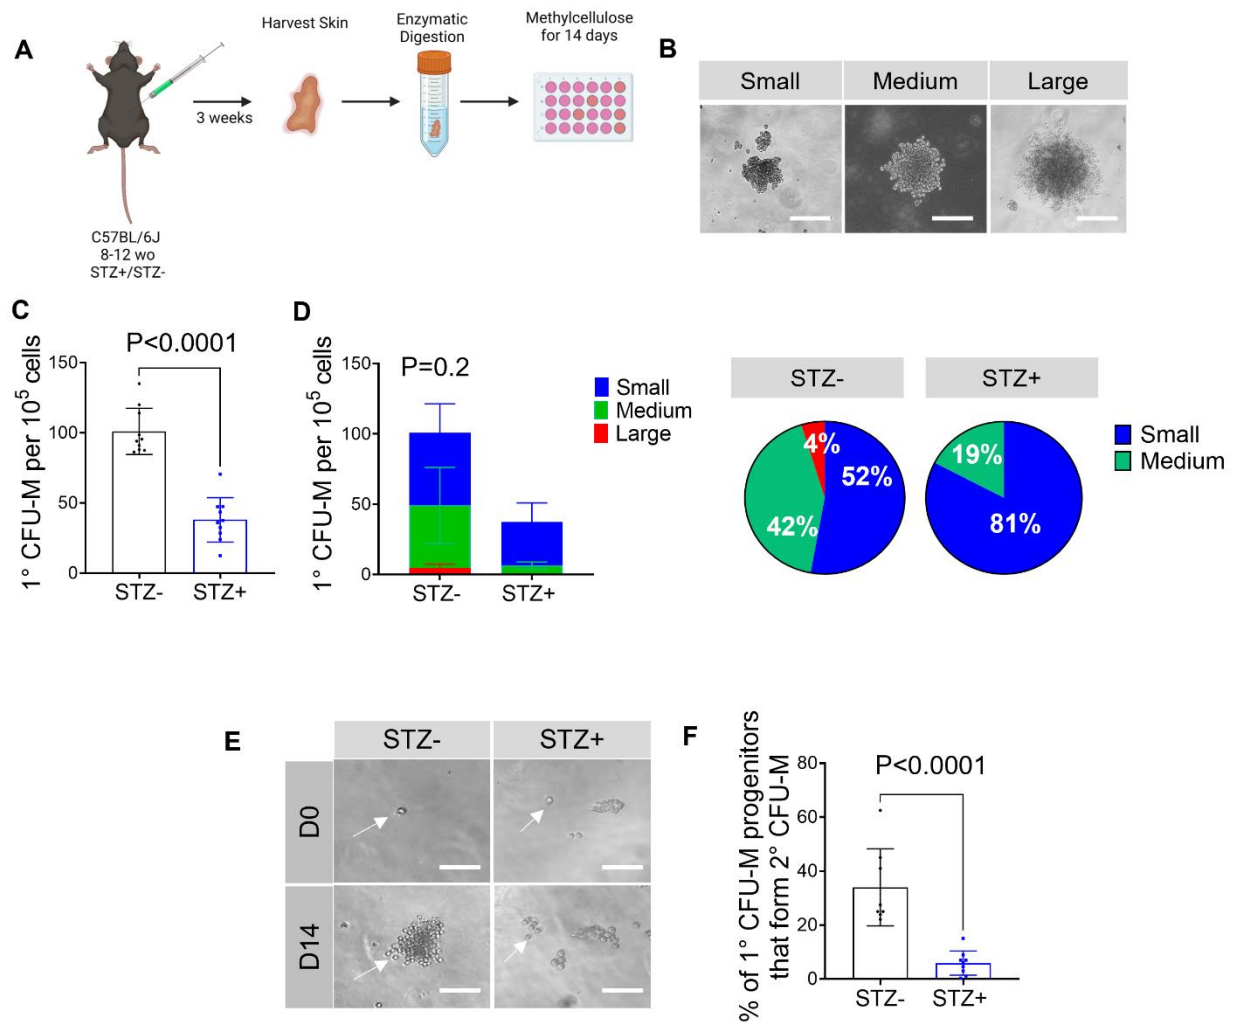 A
Harvest Skin
Enzymatic
Digestion
Methylcellulose
for 14 days
3 weeks
C57BL/6J
8-12 wo
STZ+/STZ-
B
Small
Medium
Large
C
1° CFU-M per 10⁵ cells
150
100
50
0
P<0.0001
STZ-
STZ+
D
1° CFU-M per 10⁵ cells
150
100
50
0
P=0.2
STZ-
STZ+
Small
Medium
Large
STZ-
STZ+
4%
52%
42%
19%
81%
Small
Medium
E
STZ-
STZ+
D0
D14
F
% of 1° CFU-M progenitors
that form 2° CFU-M
80
60
40
20
0
P<0.0001
STZ-
STZ+